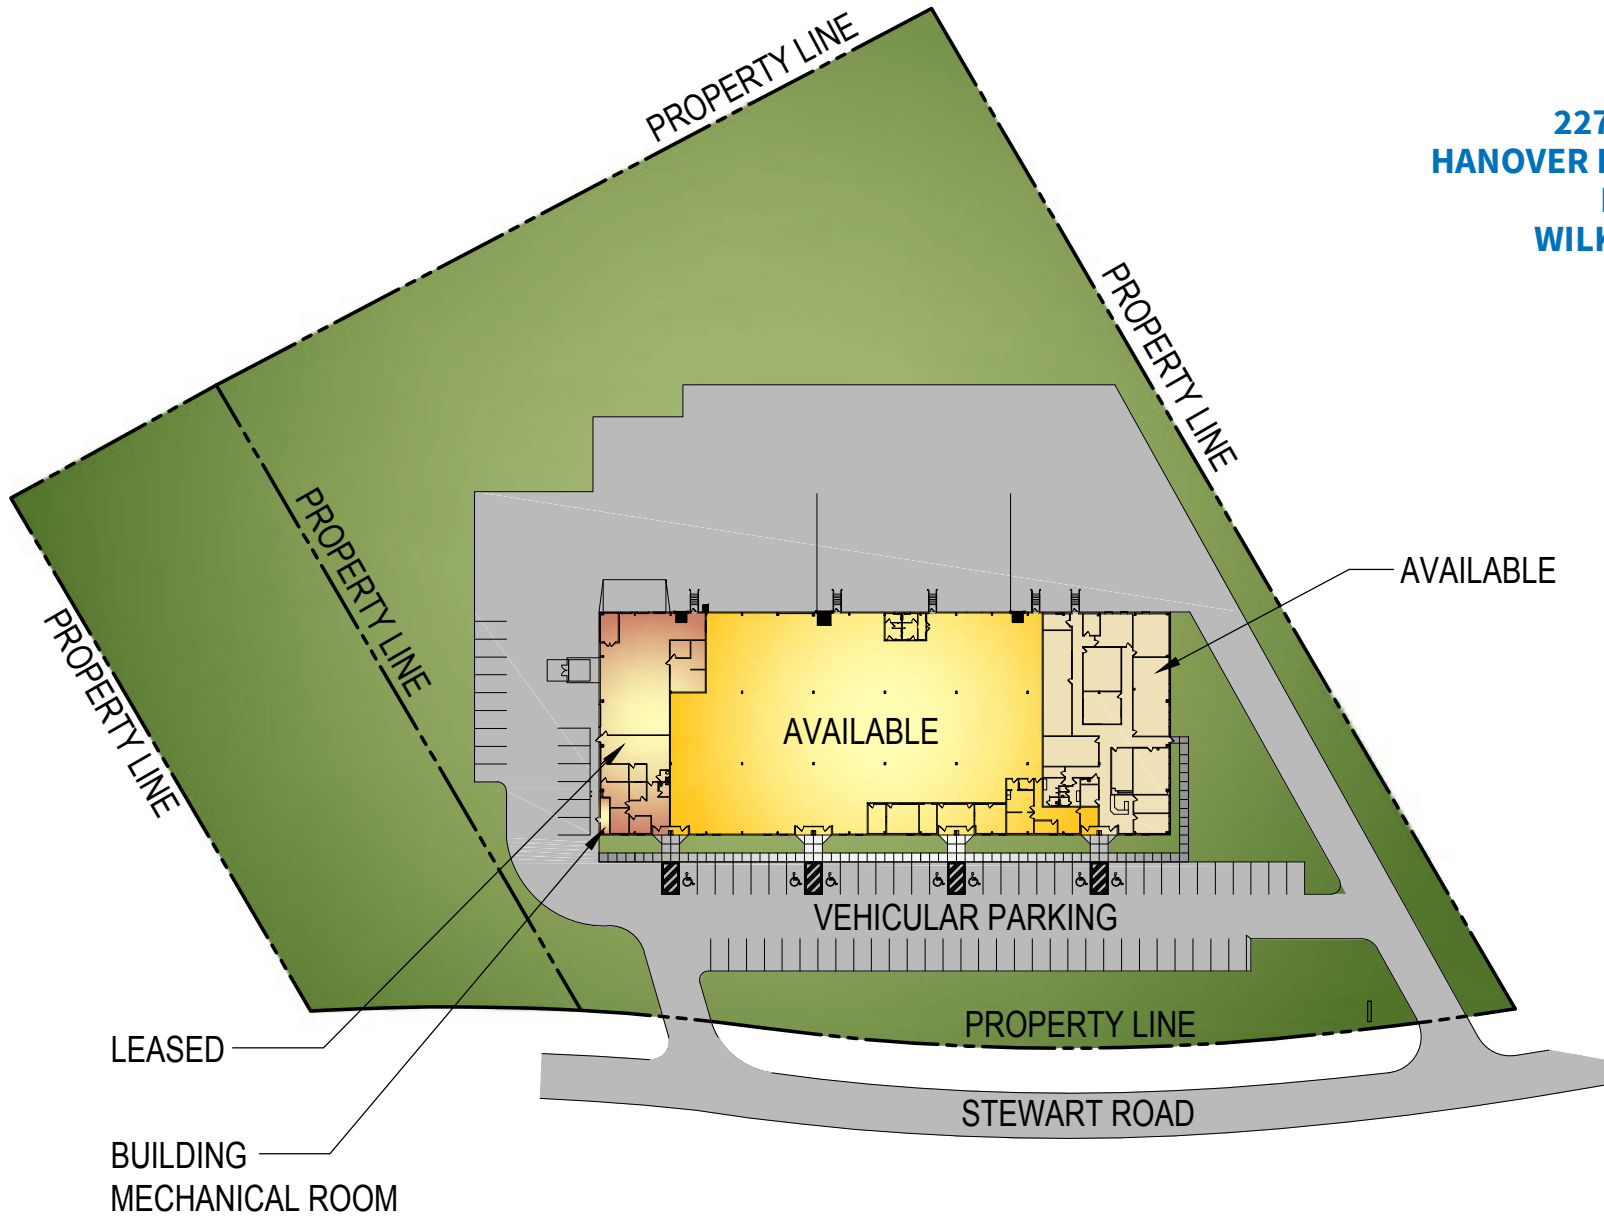 PROPERTY LINE
227
HANOVER
WILK
PROPERTY LINE
PROPERTY LINE
AVAILABLE
PROPERTY LINE
AVAILABLE
VEHICULAR PARKING
PROPERTY LINE
LEASED
STEWART ROAD
BUILDING
MECHANICAL ROOM